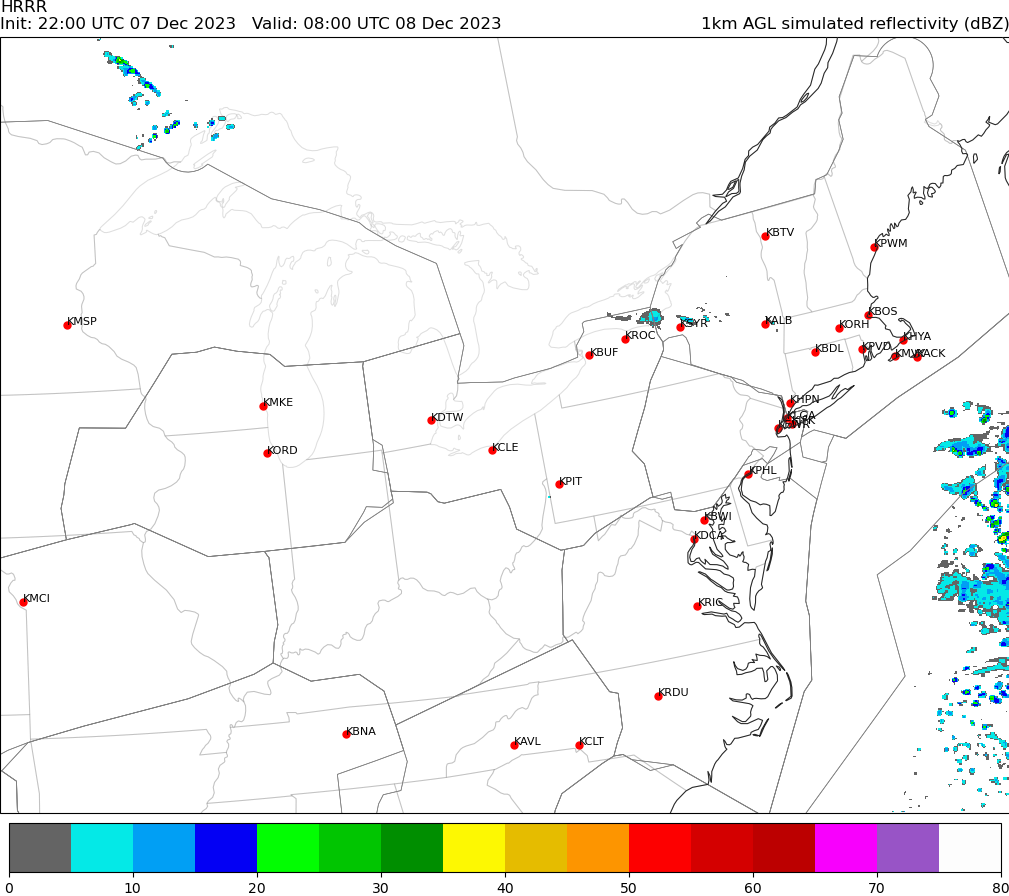 HRRR
Init: 22:00 UTC 07 Dec 2023   Valid: 08:00 UTC 08 Dec 2023   1km AGL simulated reflectivity (dBZ)
KBTV
KPWM
KMSP
KBOS
KSYR
KALB
KORH
KROC
KHYA
KBUF
KBDL
KPVD
KACK
KMKE
KHPN
KDTW
KLGA
KORD
KCLE
KPHL
KPIT
KBWI
KDCA
KMCI
KRIC
KRDU
KBNA
KAVL
KCLT
0 10 20 30 40 50 60 70 80